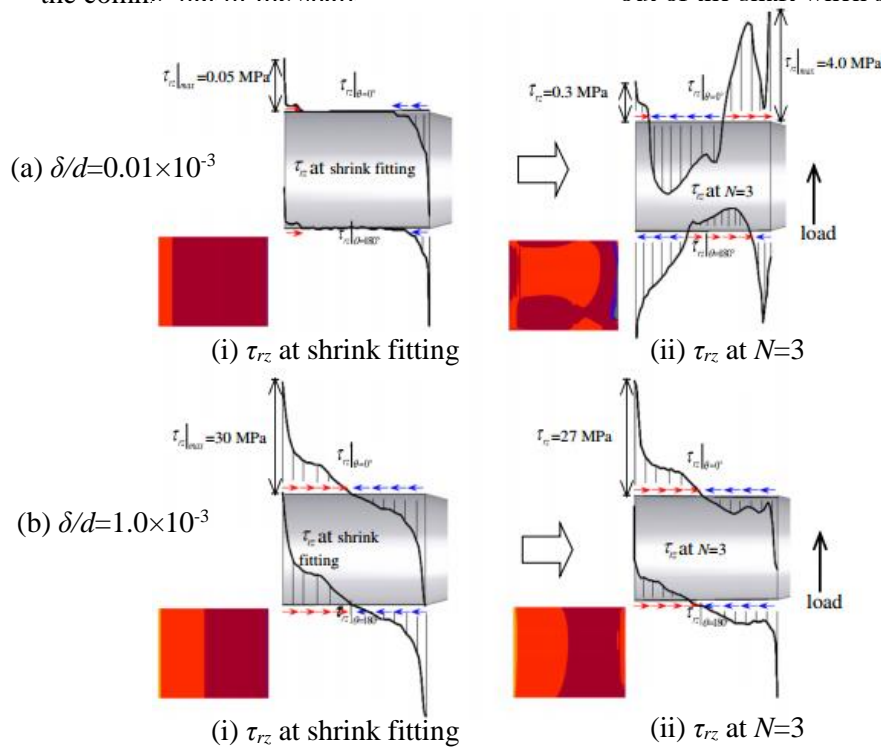 τrz|max=0.05 MPa
τrz|θ=0°
τrz at shrink fitting
τrz|θ=180°
(a) δ/d=0.01×10-3
(i) τrz at shrink fitting
τrz=0.3 MPa
τrz|θ=0°
τrz|max=4.0 MPa
τrz at N=3
τrz|θ=180°
load
(ii) τrz at N=3
τrz|max=30 MPa
τrz|θ=0°
(b) δ/d=1.0×10-3
τrz at shrink
fitting
τrz|θ=180°
(i) τrz at shrink fitting
τrz=27 MPa
τrz|θ=0°
τrz at N=3
τrz|θ=180°
load
(ii) τrz at N=3